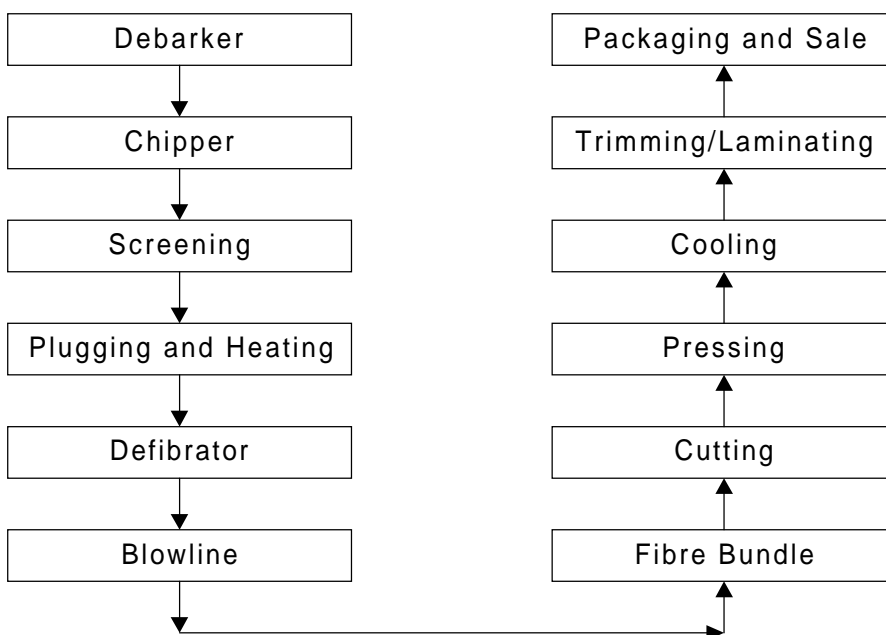 Debarker
Chipper
Screening
Plugging and Heating
Defibrator
Blowline
Fibre Bundle
Cutting
Pressing
Cooling
Trimming/Laminating
Packaging and Sale